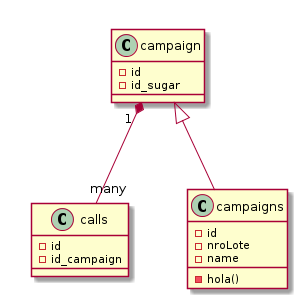 C campaign
id
id_sugar
1
many
C calls
id
id_campaign
C campaigns
id
nroLote
name
hola()